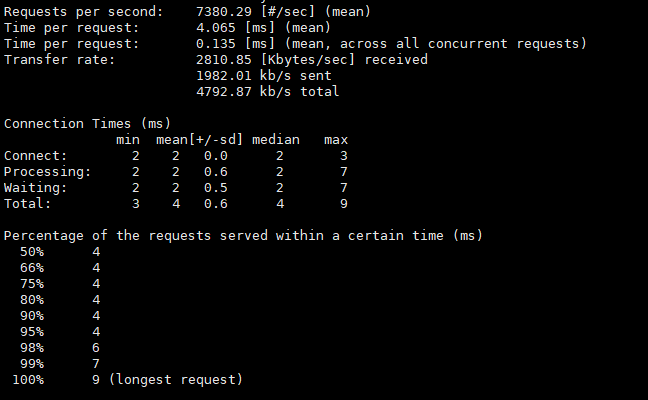 Requests per second:    7380.29 [#/sec] (mean)
Time per request:       4.065 [ms] (mean)
Time per request:       0.135 [ms] (mean, across all concurrent requests)
Transfer rate:          2810.85 [Kbytes/sec] received
                        1982.01 kb/s sent
                        4792.87 kb/s total

Connection Times (ms)
              min  mean[+/-sd] median   max
Connect:        2    2   0.0      2       3
Processing:     2    2   0.6      2       7
Waiting:        2    2   0.5      2       7
Total:          3    4   0.6      4       9

Percentage of the requests served within a certain time (ms)
  50%      4
  66%      4
  75%      4
  80%      4
  90%      4
  95%      4
  98%      6
  99%      7
 100%      9 (longest request)